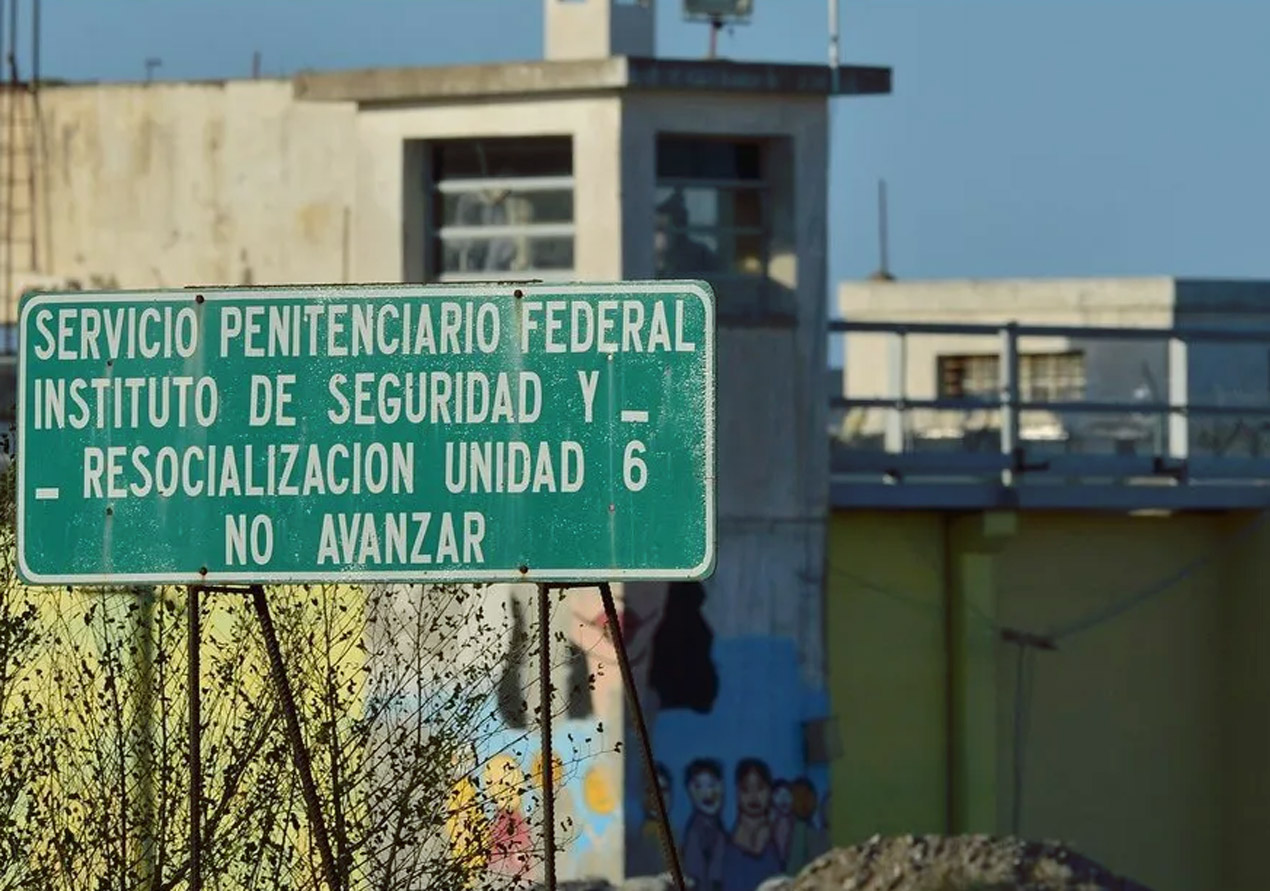 SERVICIO PENITENCIARIO FEDERAL
INSTITUTO DE SEGURIDAD Y _
_ RESOCIALIZACION UNIDAD 6
NO AVANZAR